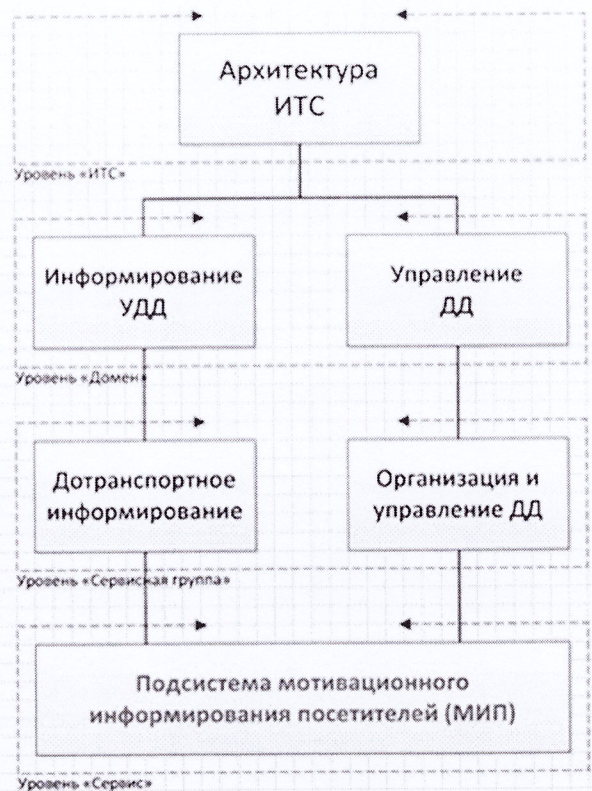 Архитектура
ИТС
Уровень «ИТС»
Информирование
УДД
Управление
ДД
Уровень «Домен»
Дотранспортное
информирование
Организация и
управление ДД
Уровень «Сервисная группа»
Подсистема мотивационного
информирования посетителей (МИП)
Уровень «Сервис»